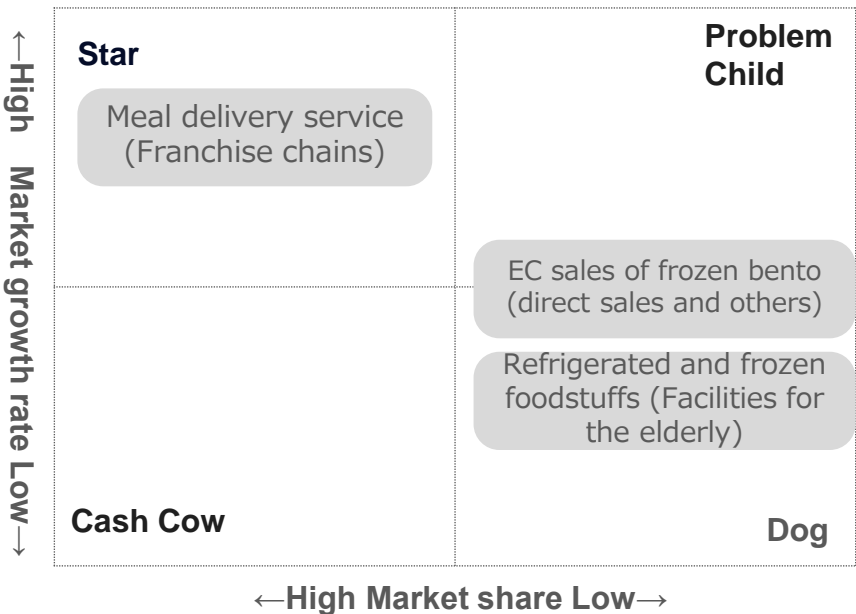 Star
Problem
Child
Meal delivery service
(Franchise chains)
EC sales of frozen bento
(direct sales and others)
Refrigerated and frozen
foodstuffs (Facilities for
the elderly)
Cash Cow
Dog
←High Market growth rate Low→
←High Market share Low→